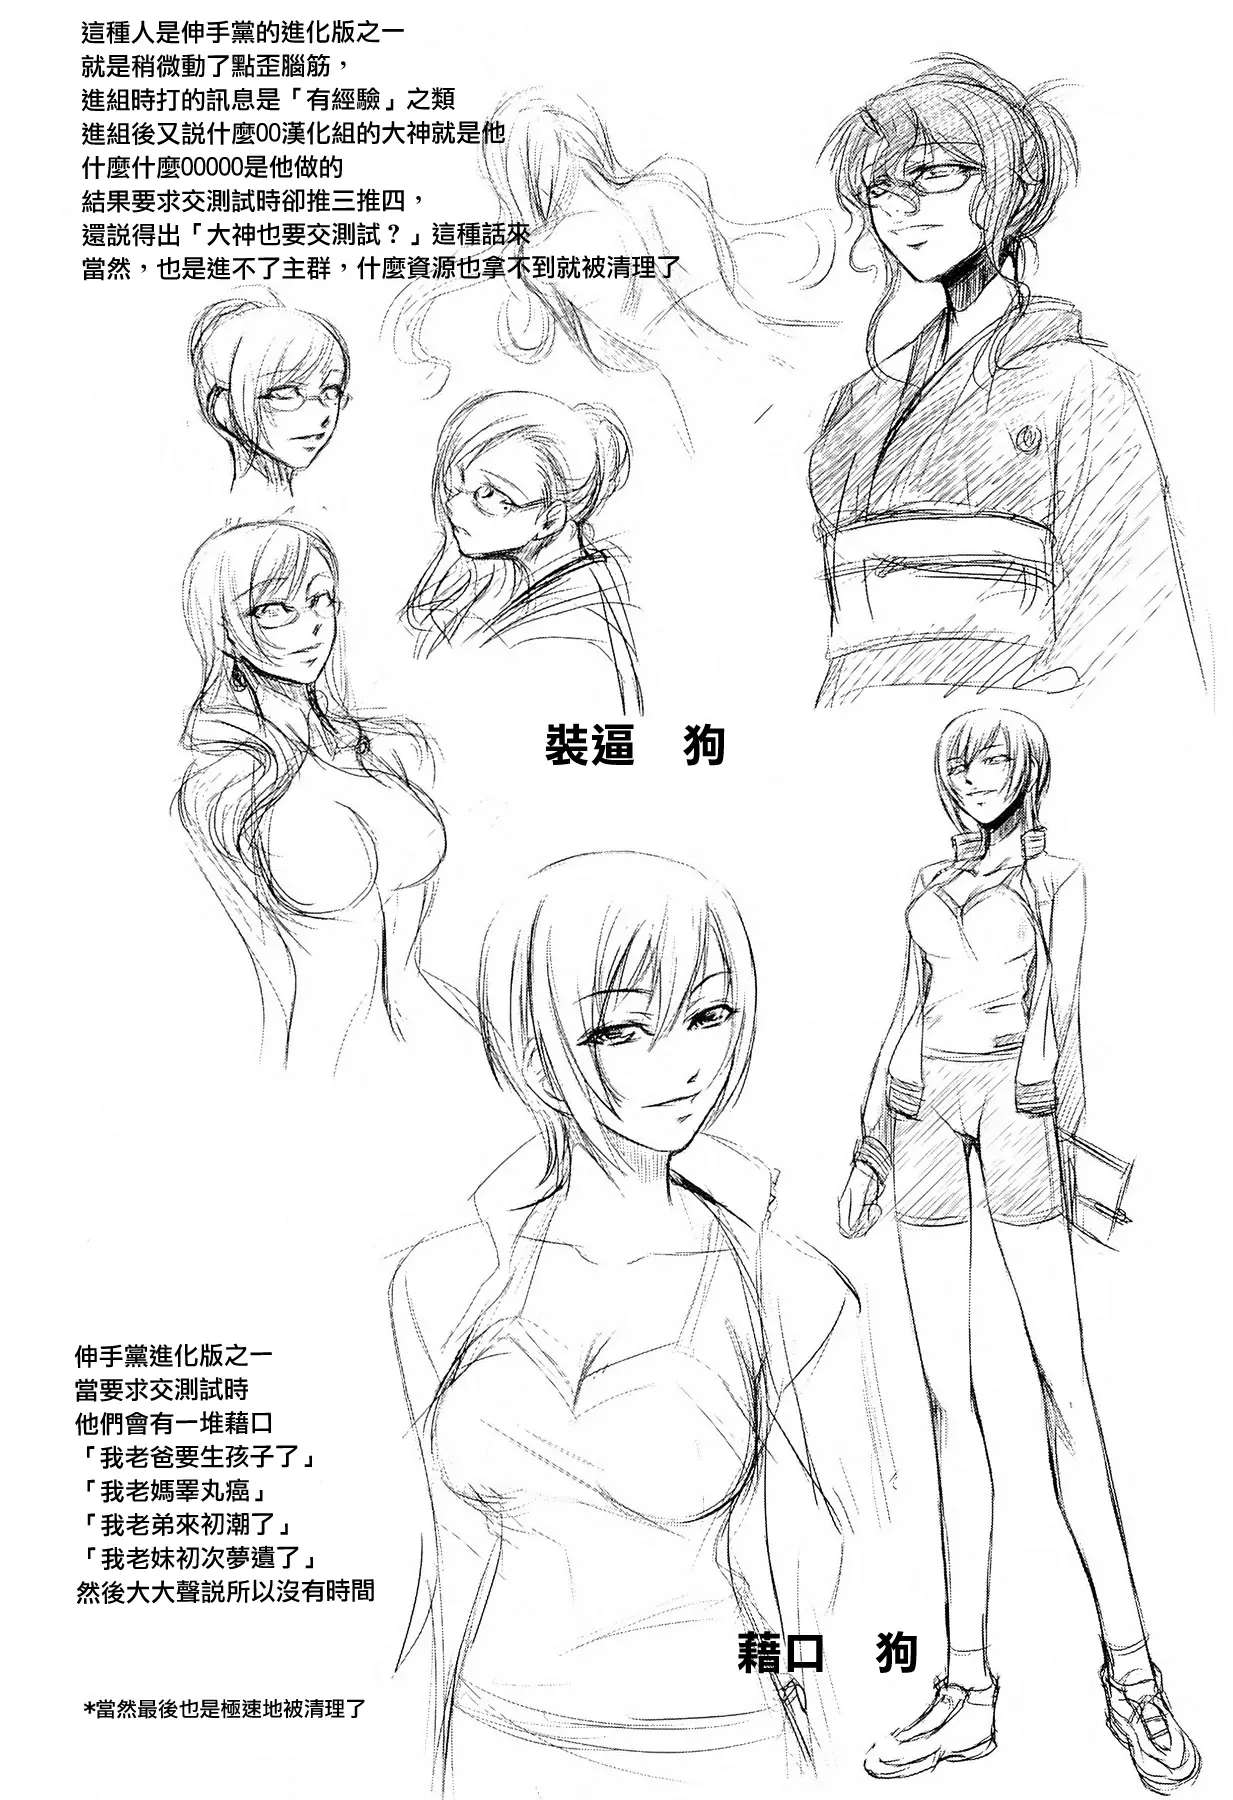 這種人是伸手黨的進化版之一
就是稍微動了點歪腦筋，
進組時打的訊息是「有經驗」之類
進組後又説什麼OO漢化組的大神就是他
什麼什麼OOOOO是他做的
結果要求交測試時卻推三推四，
還説得出「大神也要交測試？」這種話來
當然，也是進不了主群，什麼資源也拿不到就被清理了
裝逼　狗
伸手黨進化版之一
當要求交測試時
他們會有一堆藉口
「我老爸要生孩子了」
「我老媽睪丸癌」
「我老弟來初潮了」
「我老妹初次夢遺了」
然後大大聲説所以沒有時間
藉口　狗
*當然最後也是極速地被清理了